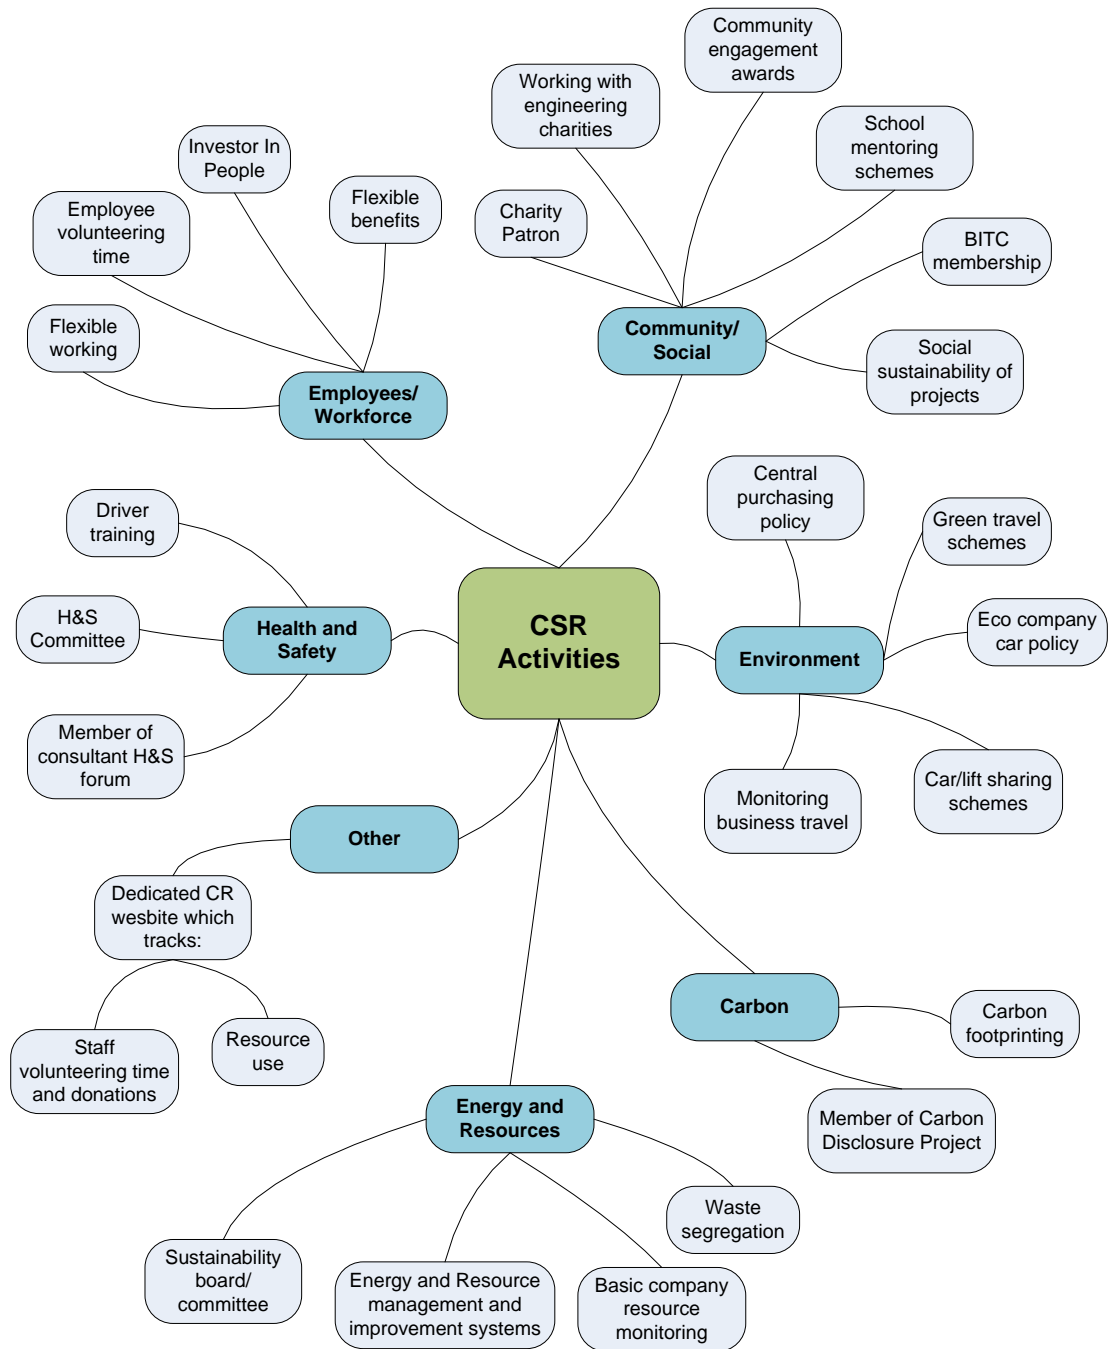 Community
engagement
awards
Working with
engineering
charities
School
mentoring
schemes
Investor In
People
Flexible
benefits
Employee
volunteering
time
Charity
Patron
BITC
membership
Flexible
working
Community/
Social
Social
sustainability of
projects
Employees/
Workforce
Central
purchasing
policy
Green travel
schemes
Driver
training
CSR
Activities
H&S
Committee
Health and
Safety
Environment
Eco company
car policy
Member of
consultant H&S
forum
Monitoring
business travel
Car/lift sharing
schemes
Other
Dedicated CR
wesbite which
tracks:
Carbon
Carbon
footprinting
Staff
volunteering time
and donations
Resource
use
Energy and
Resources
Member of Carbon
Disclosure Project
Waste
segregation
Sustainability
board/
committee
Energy and Resource
management and
improvement systems
Basic company
resource
monitoring